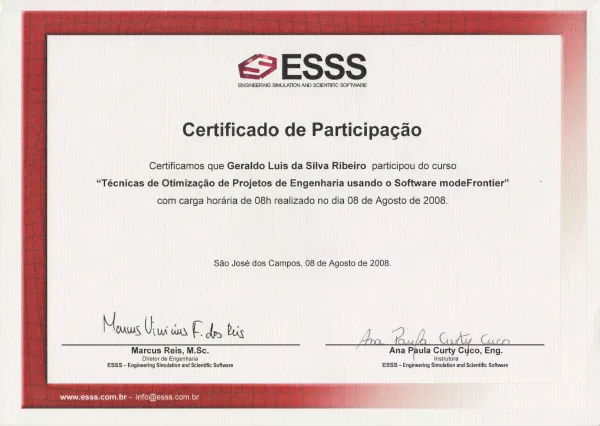 ESSS
ENGINEERING SIMULATION AND SCIENTIFIC SOFTWARE
Certificado de Participação
Certificamos que Geraldo Luis da Silva Ribeiro participou do curso
“Técnicas de Otimização de Projetos de Engenharia usando o Software modeFrontier”
com carga horária de 08h realizado no dia 08 de Agosto de 2008.
São José dos Campos, 08 de Agosto de 2008.
Marcus Vinicius F. dos Reis
Ana Paula Curty Cuco
Marcus Reis, M.Sc.
Diretor de Engenharia
ESSS – Engineering Simulation and Scientific Software
Ana Paula Curty Cuco, Eng.
Instrutora
ESSS – Engineering Simulation and Scientific Software
www.esss.com.br - info@esss.com.br